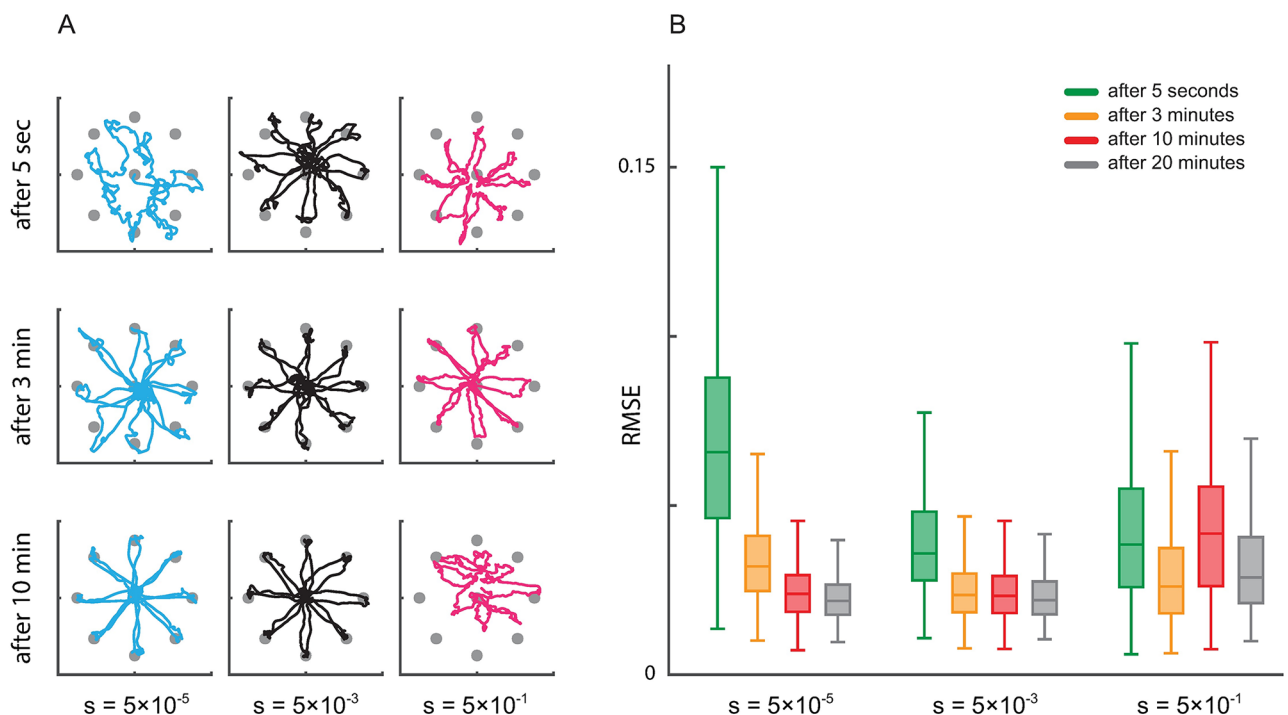 A
B
after 5 sec
after 3 min
after 10 min
s = 5×10⁻⁵
s = 5×10⁻³
s = 5×10⁻¹
after 5 seconds
after 3 minutes
after 10 minutes
after 20 minutes
0.15
RMSE
0
s = 5×10⁻⁵
s = 5×10⁻³
s = 5×10⁻¹